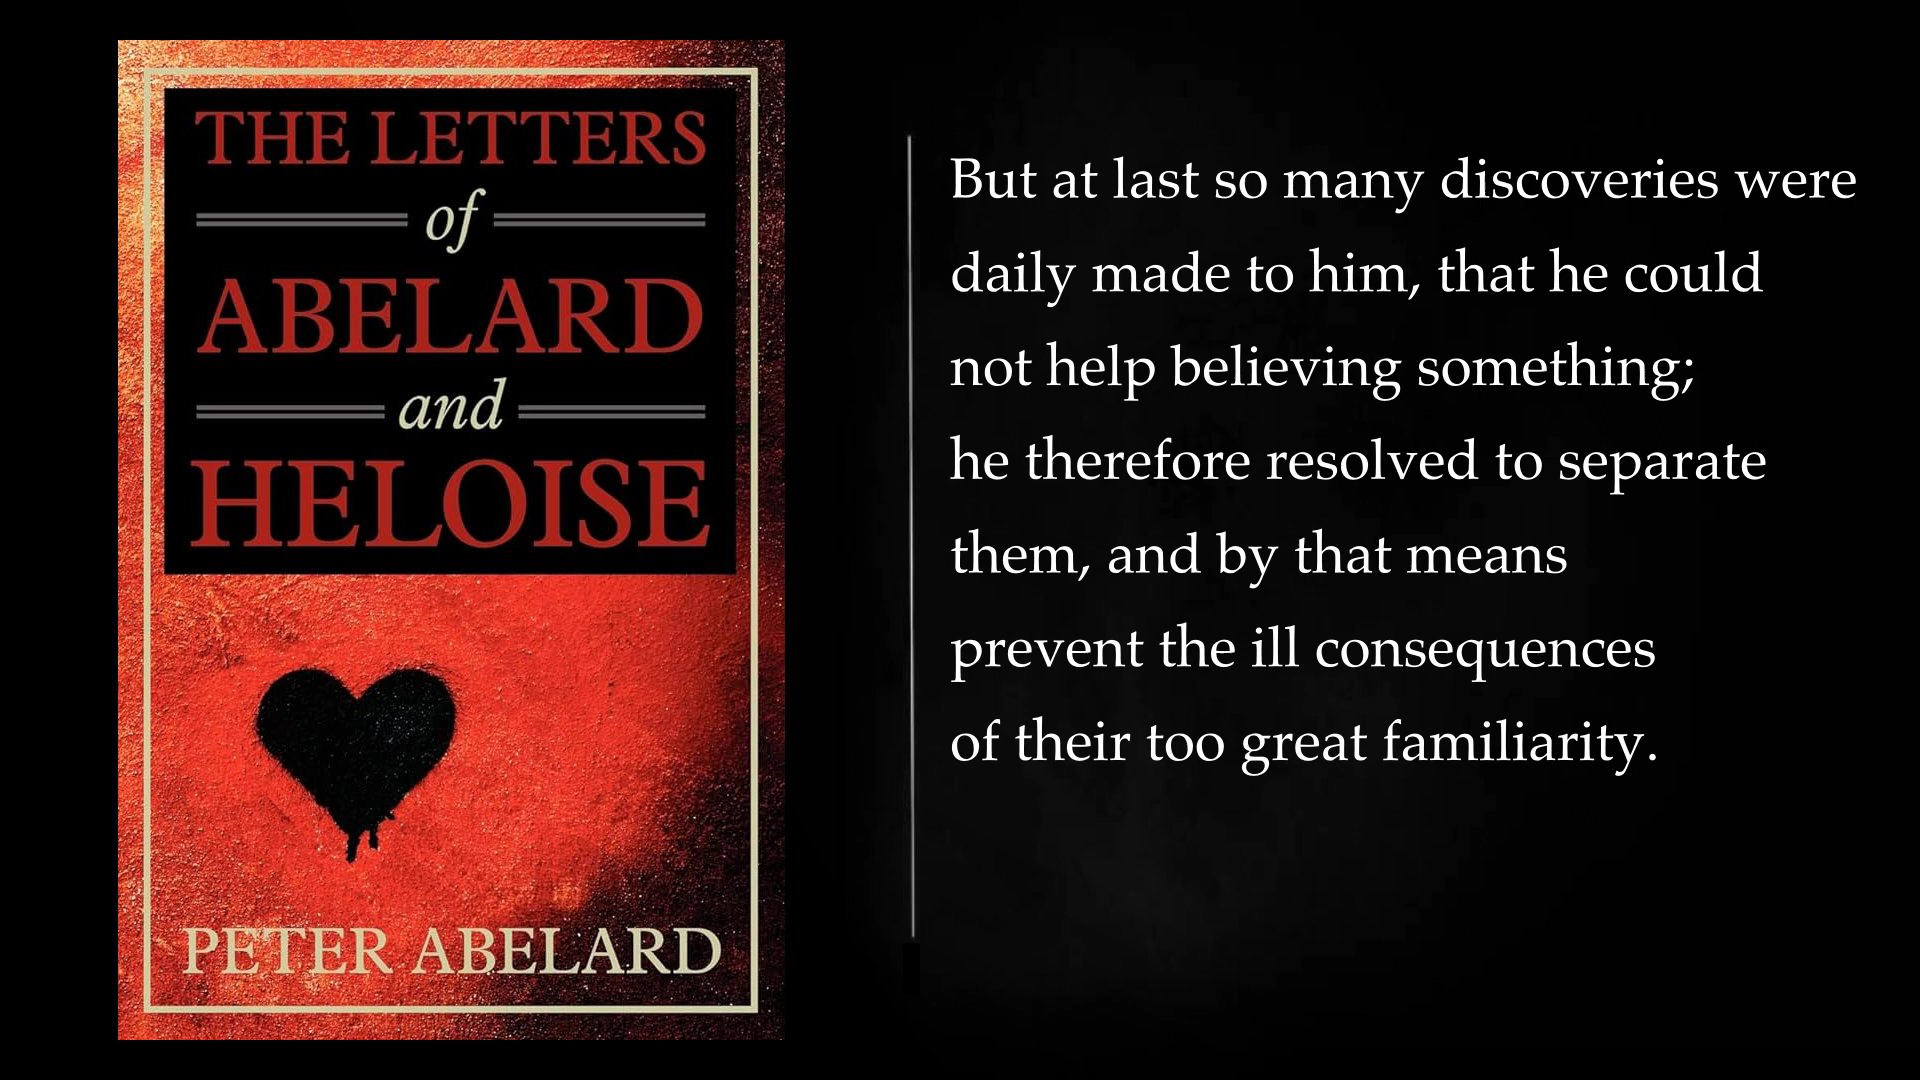 THE LETTERS
of
ABELARD
and
HELOISE
PETER ABELARD
But at last so many discoveries were
daily made to him, that he could
not help believing something;
he therefore resolved to separate
them, and by that means
prevent the ill consequences
of their too great familiarity.